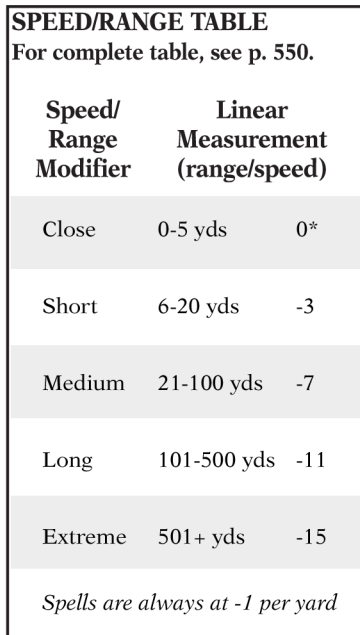 SPEED/RANGE TABLE
For complete table, see p. 550.
Speed/ Linear
Range Measurement
Modifier (range/speed)
Close 0-5 yds 0*
Short 6-20 yds -3
Medium 21-100 yds -7
Long 101-500 yds -11
Extreme 501+ yds -15
Spells are always at -1 per yard